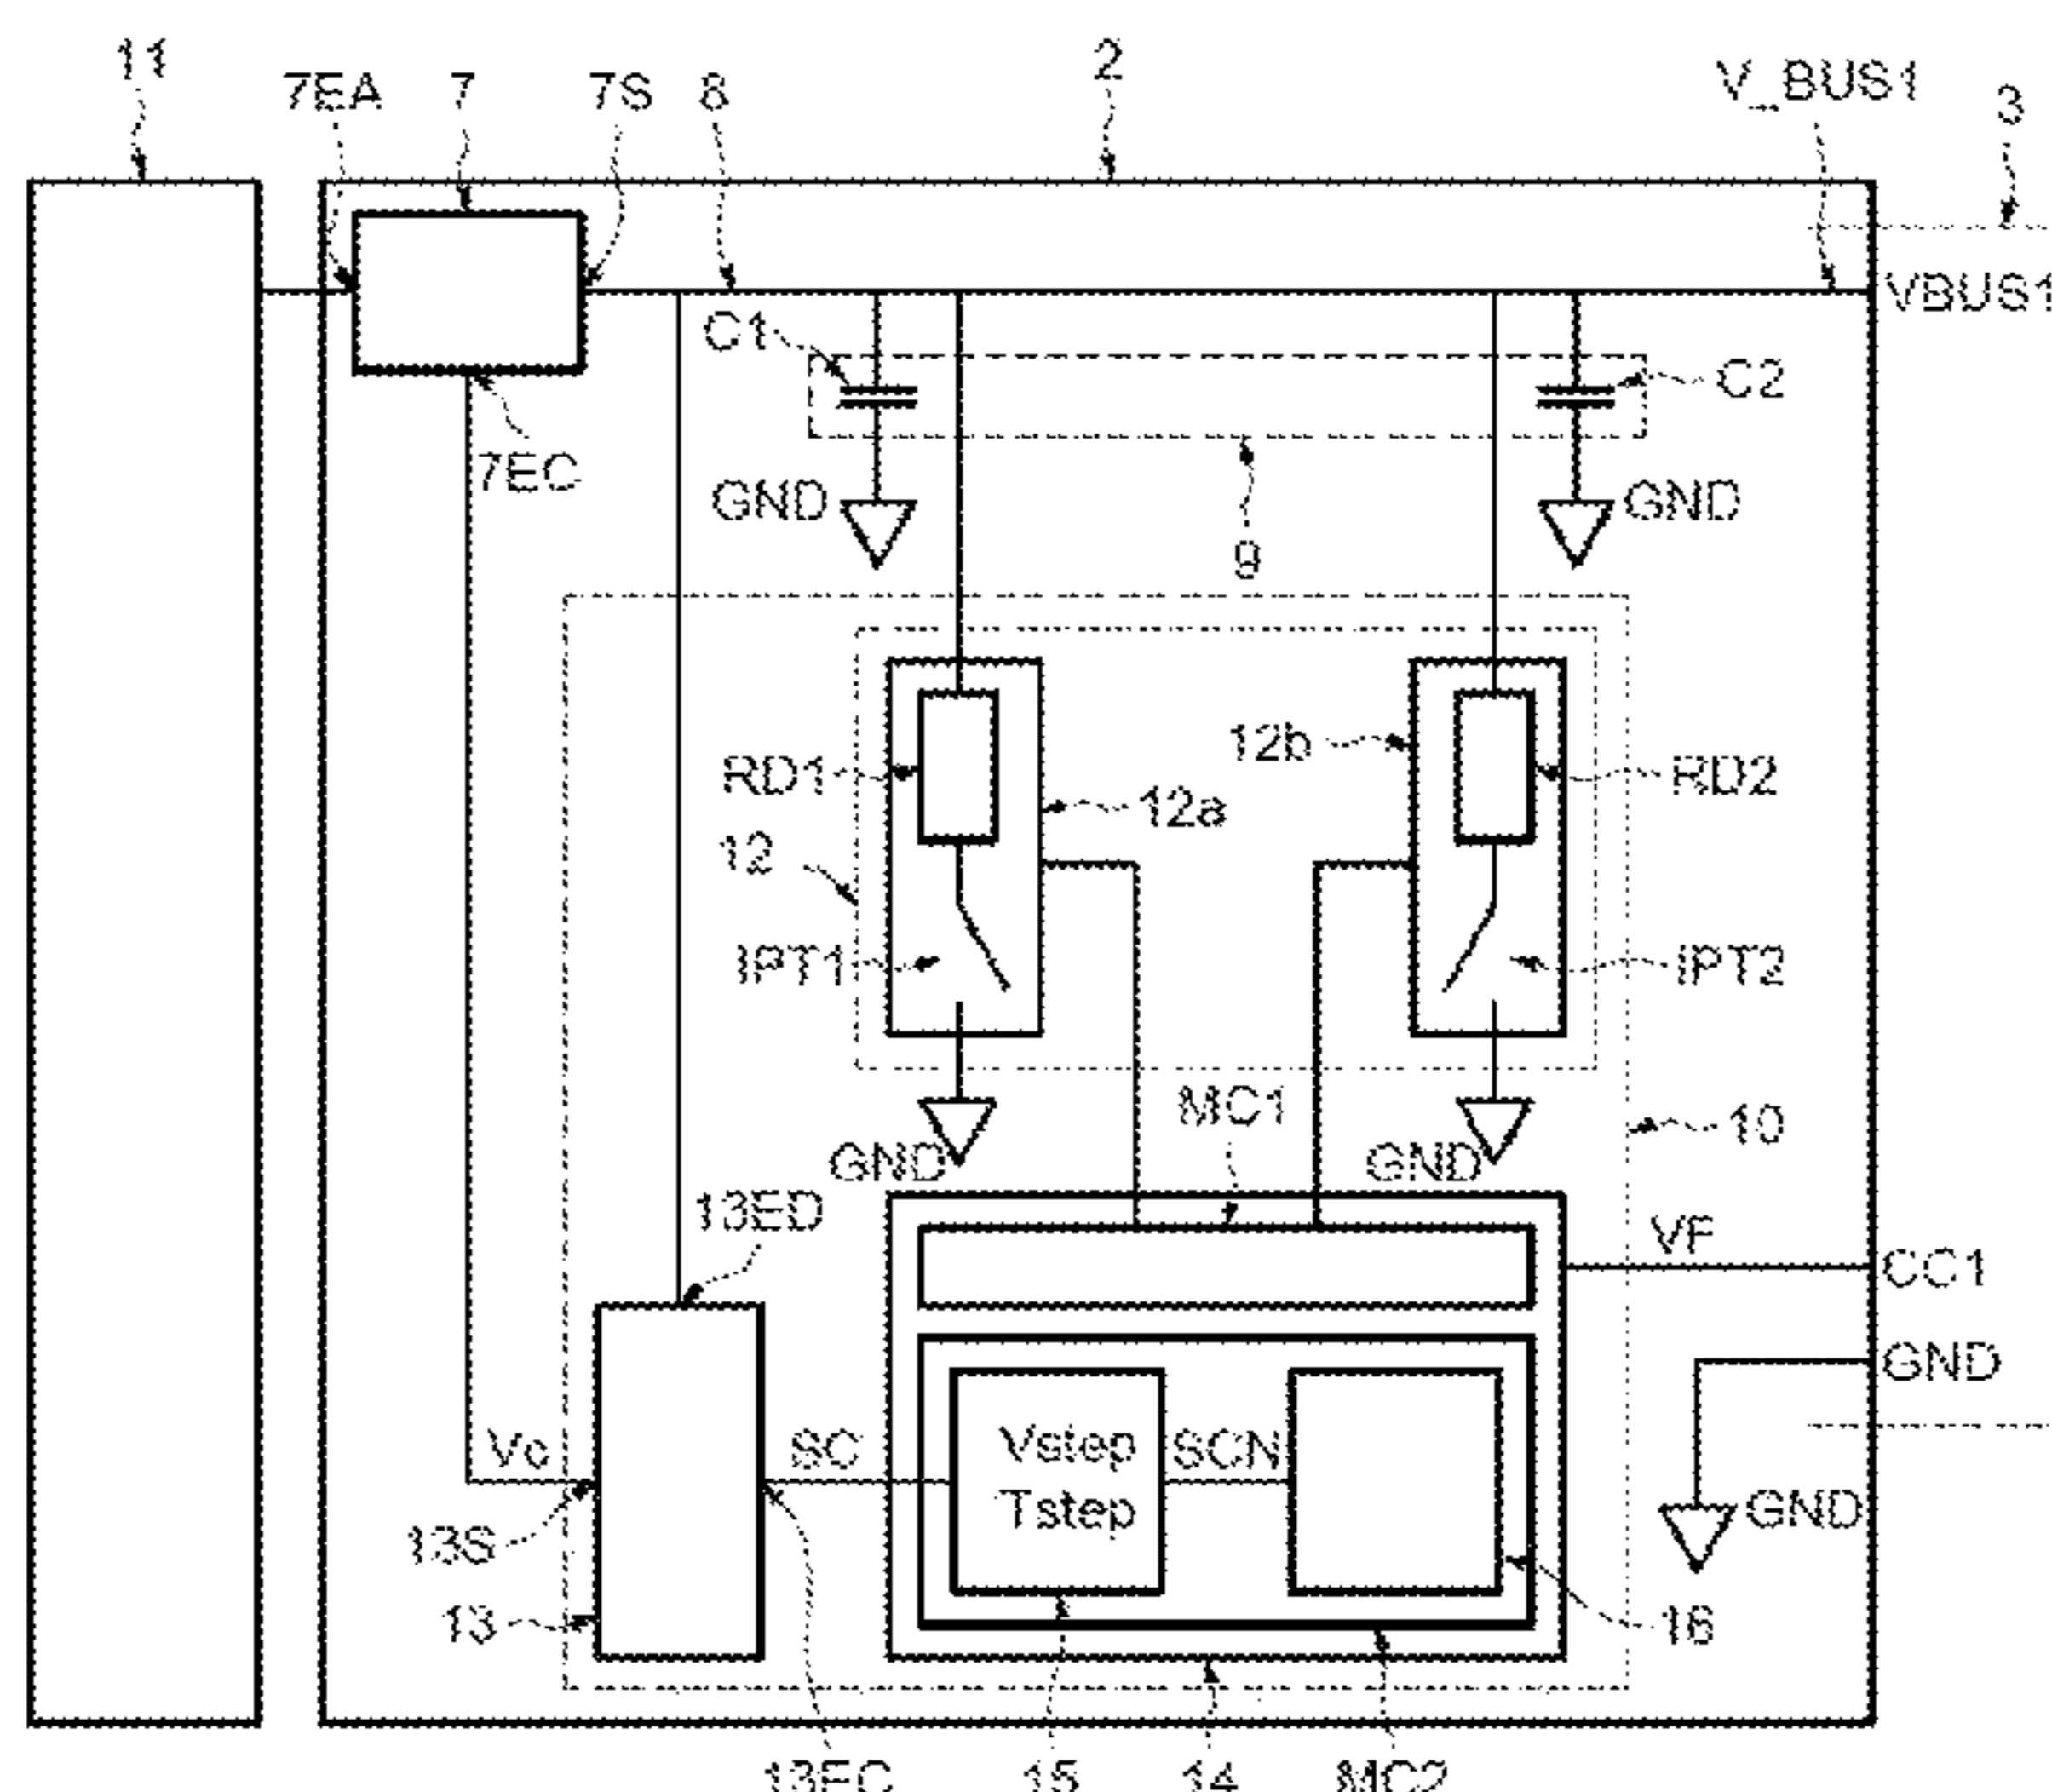 11
7EA
7
7S
8
2
V_BUS1
3
VBUS1
C1
C2
7EC
GND
GND
9
12b
RD1
RD2
12a
12
IPT1
IPT2
MC1
10
GND
GND
13ED
VF
CC1
GND
Vc
SC
Vstep
SCN
Tstep
GND
13S
13
16
13EC
15
14
MC2